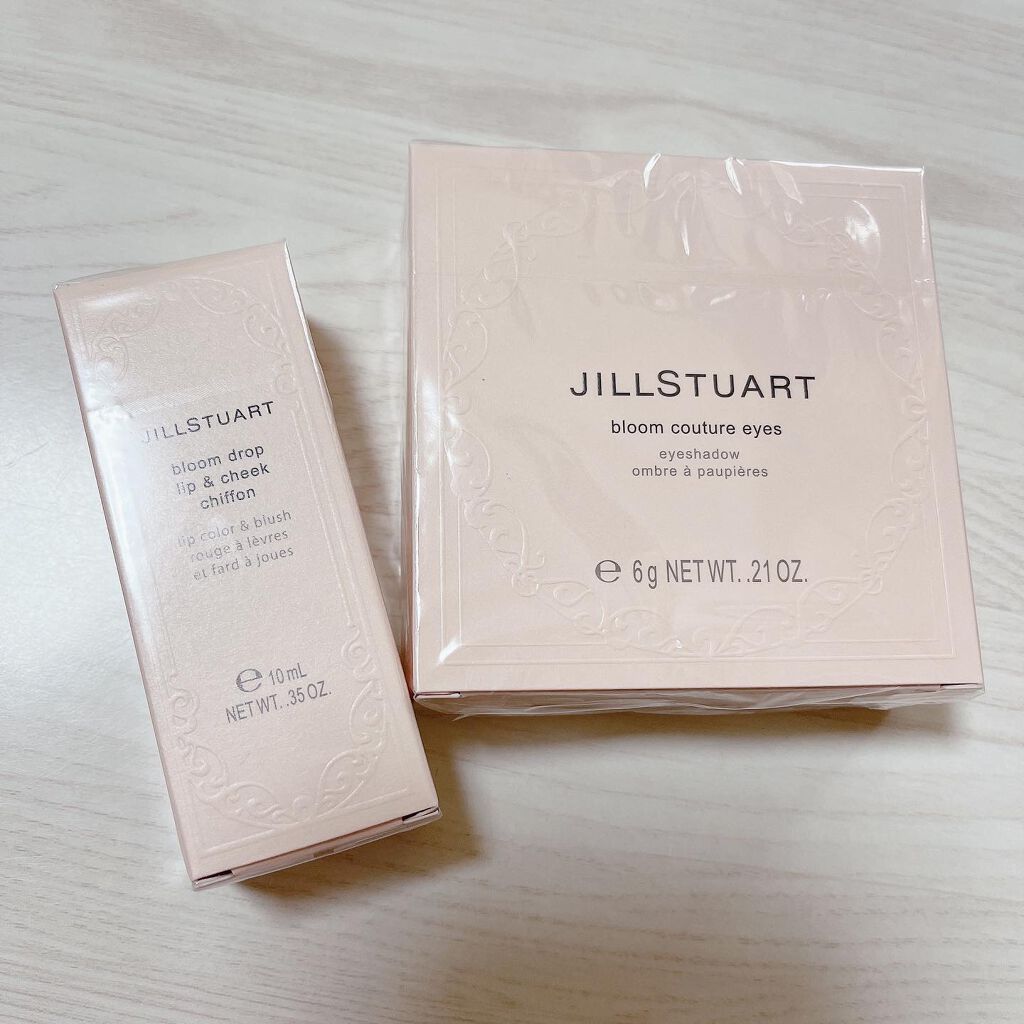 JILLSTUART
bloom drop
lip & cheek
chiffon
lip color & blush
rouge à lèvres
et fard à joues
℮ 10 mL
NET WT. .35 OZ.
JILLSTUART
bloom couture eyes
eyeshadow
ombre à paupières
℮ 6 g NET WT. .21 OZ.